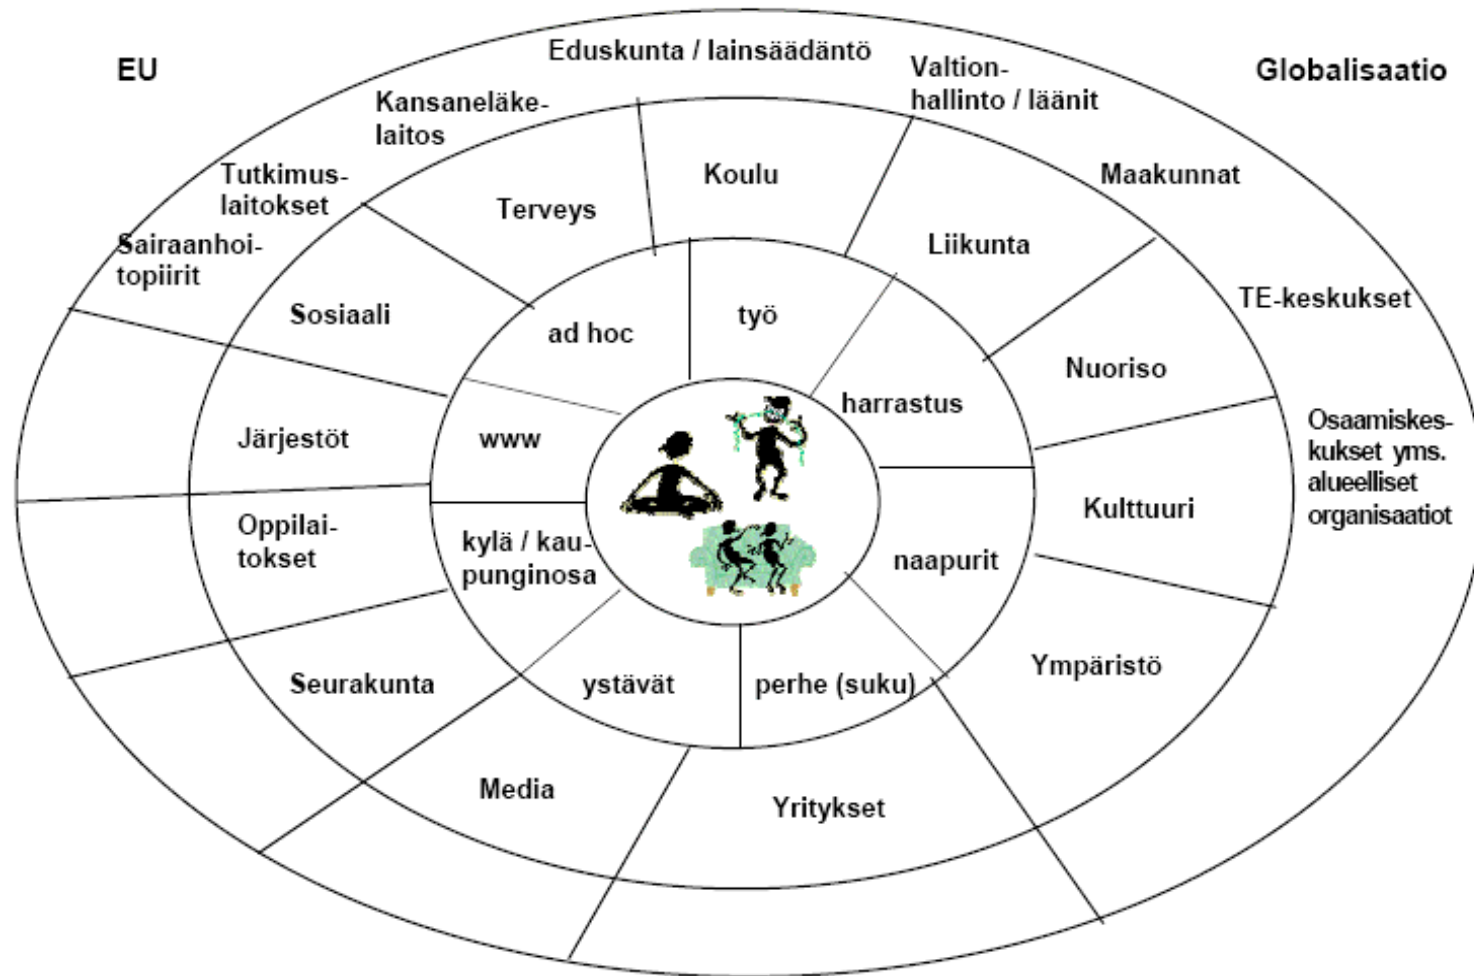 Eduskunta / lainsäädäntö
EU
Valtion-
hallinto / läänit
Globalisaatio
Kansaneläke-
laitos
Tutkimus-
laitokset
Koulu
Maakunnat
Terveys
Sairaanhoi-
topiirit
Liikunta
TE-keskukset
Sosiaali
ad hoc
työ
Nuoriso
harrastus
Järjestöt
www
Osaamiskes-
kukset yms.
alueelliset
organisaatiot
Kulttuuri
Oppilai-
tokset
kylä / kau-
punginosa
naapurit
Seurakunta
ystävät
perhe (suku)
Ympäristö
Media
Yritykset